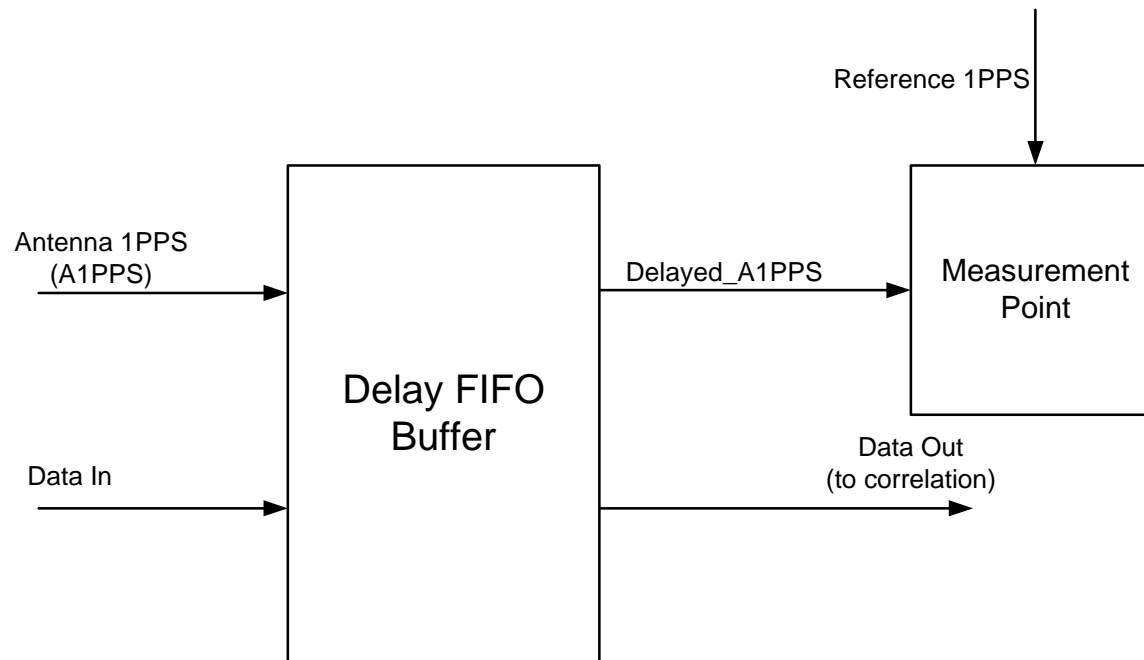 Reference 1PPS
Antenna 1PPS
(A1PPS)
Delayed_A1PPS
Measurement
Point
Delay FIFO
Buffer
Data In
Data Out
(to correlation)